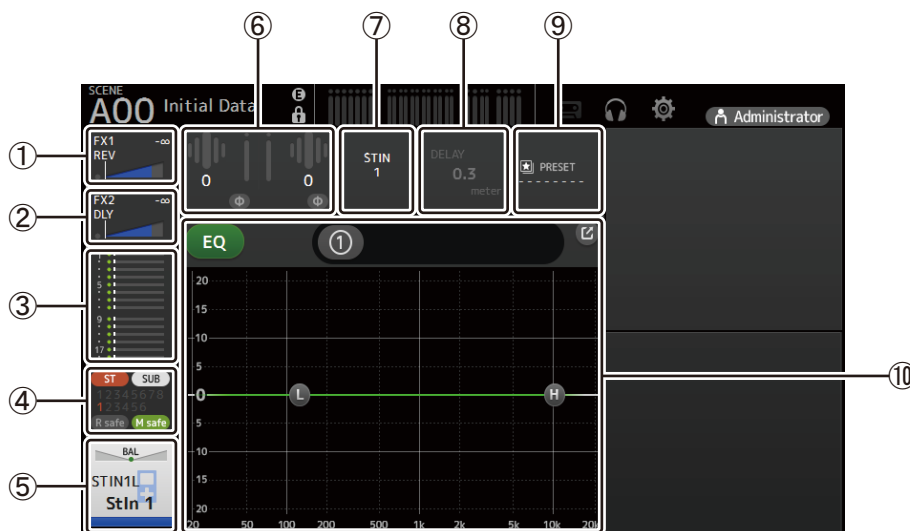 ⑥ ⑦ ⑧ ⑨
SCENE
A00 Initial Data E
Administrator
①
FX1 -∞
REV
②
FX2 -∞
DLY
0 0
Φ Φ
STIN
1
DELAY
0.3
meter
PRESET
----------
③
1
5
9
17
④
ST SUB
12345678
123456
R safe M safe
⑤
BAL
STIN1L
StIn 1
⑩
EQ ①
20
15
10
5
0
5
10
15
20
L H
20 50 100 200 500 1k 2k 5k 10k 20k